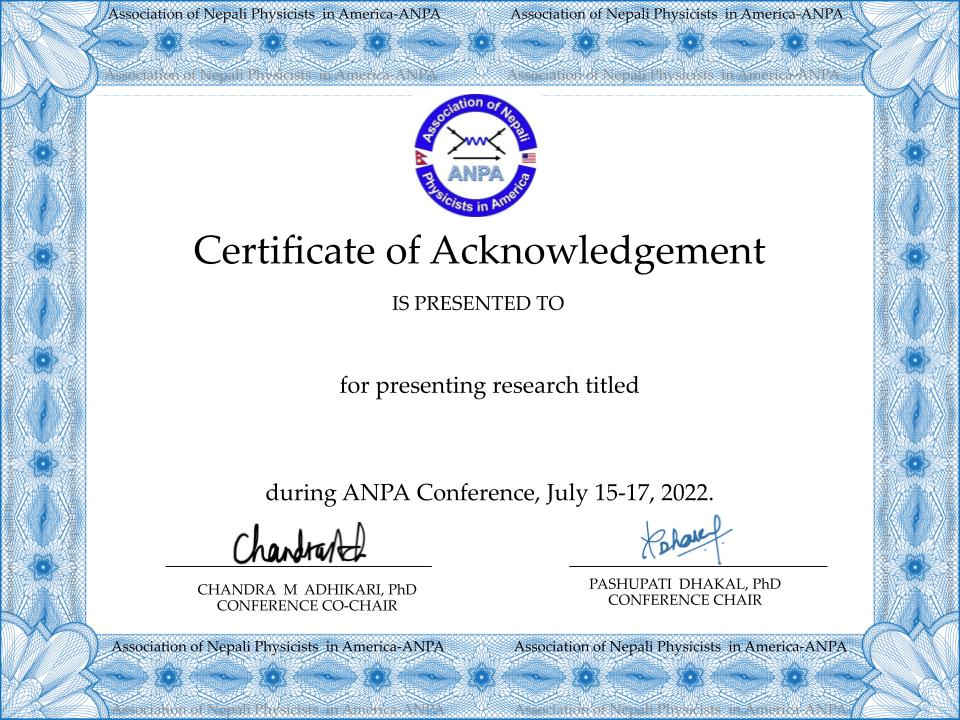 Association of Nepali Physicists in America-ANPA
Association of Nepali Physicists in America-ANPA
Association of Nepali Physicists in America-ANPA
Association of Nepali Physicists in America-ANPA
Association of Nepali
ANPA
Physicists in America
Certificate of Acknowledgement
IS PRESENTED TO
for presenting research titled
during ANPA Conference, July 15-17, 2022.
CHANDRA M ADHIKARI, PhD
CONFERENCE CO-CHAIR
PASHUPATI DHAKAL, PhD
CONFERENCE CHAIR
Association of Nepali Physicists in America-ANPA
Association of Nepali Physicists in America-ANPA
Association of Nepali Physicists in America-ANPA
Association of Nepali Physicists in America-ANPA